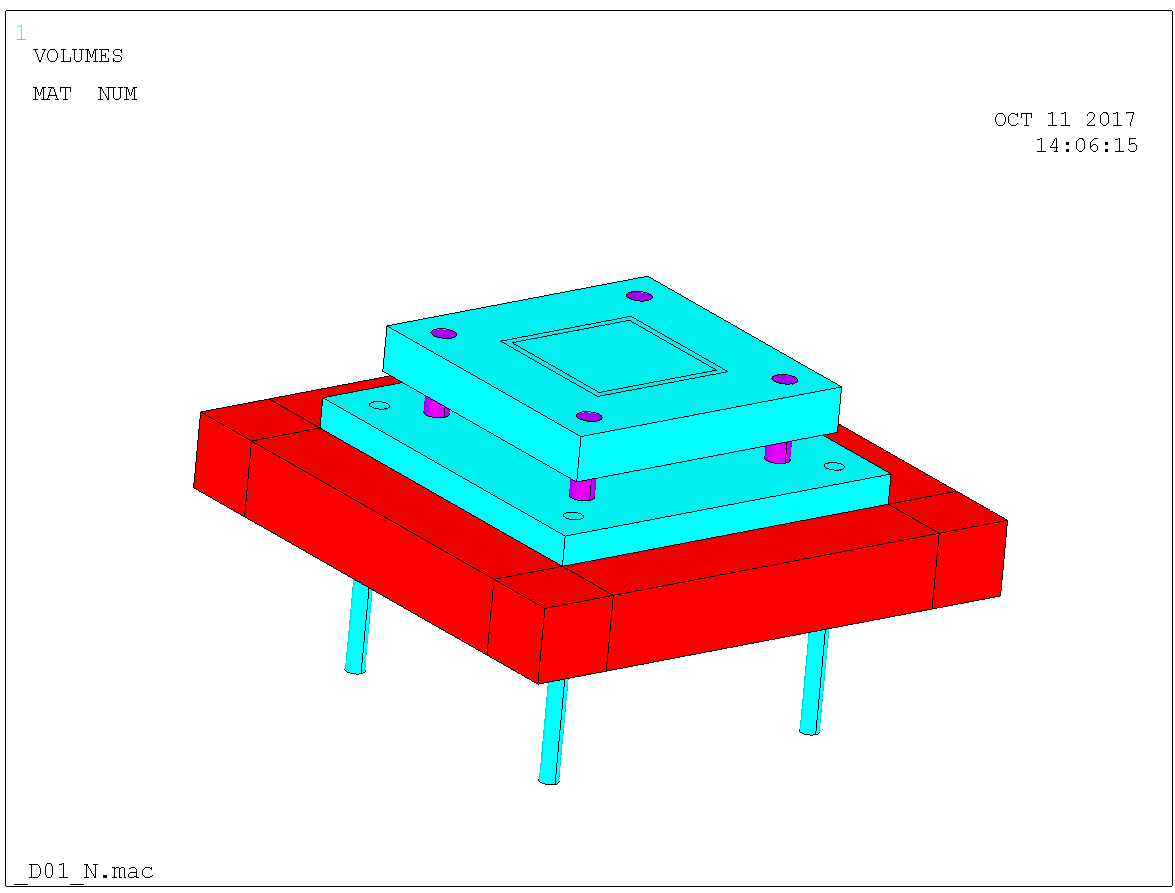 1
VOLUMES
MAT  NUM
OCT 11 2017
14:06:15
_D01_N.mac